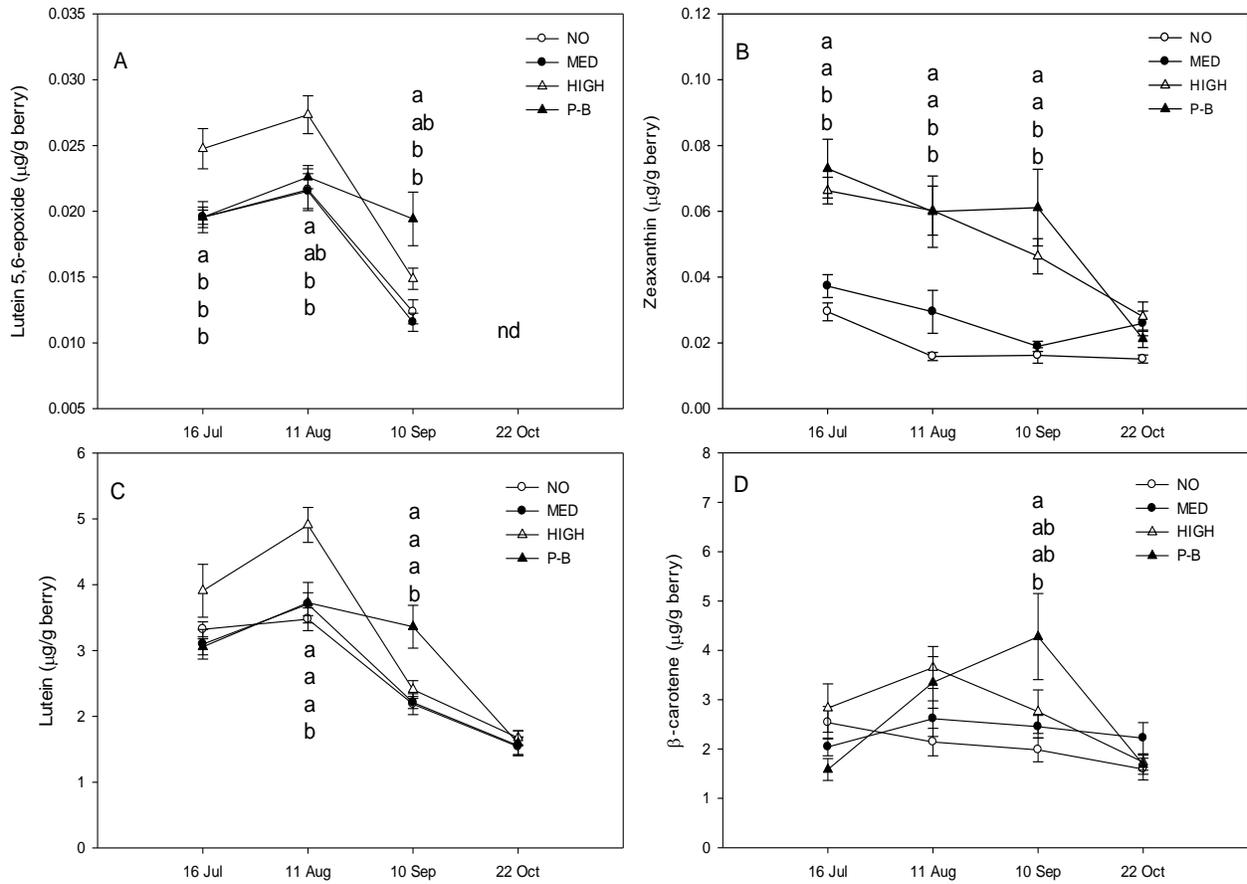 0.035
0.030
0.025
0.020
0.015
0.010
0.005
Lutein 5,6-epoxide (µg/g berry)
A
NO
MED
HIGH
P-B
a
ab
b
b
a
b
b
b
a
ab
b
b
nd
16 Jul
11 Aug
10 Sep
22 Oct
0.12
0.10
0.08
0.06
0.04
0.02
0.00
Zeaxanthin (µg/g berry)
B
NO
MED
HIGH
P-B
a
a
b
b
a
a
b
b
a
a
b
b
16 Jul
11 Aug
10 Sep
22 Oct
6
5
4
3
2
1
0
Lutein (µg/g berry)
C
NO
MED
HIGH
P-B
a
a
a
b
a
a
a
b
16 Jul
11 Aug
10 Sep
22 Oct
8
7
6
5
4
3
2
1
0
β-carotene (µg/g berry)
D
NO
MED
HIGH
P-B
a
ab
ab
b
16 Jul
11 Aug
10 Sep
22 Oct